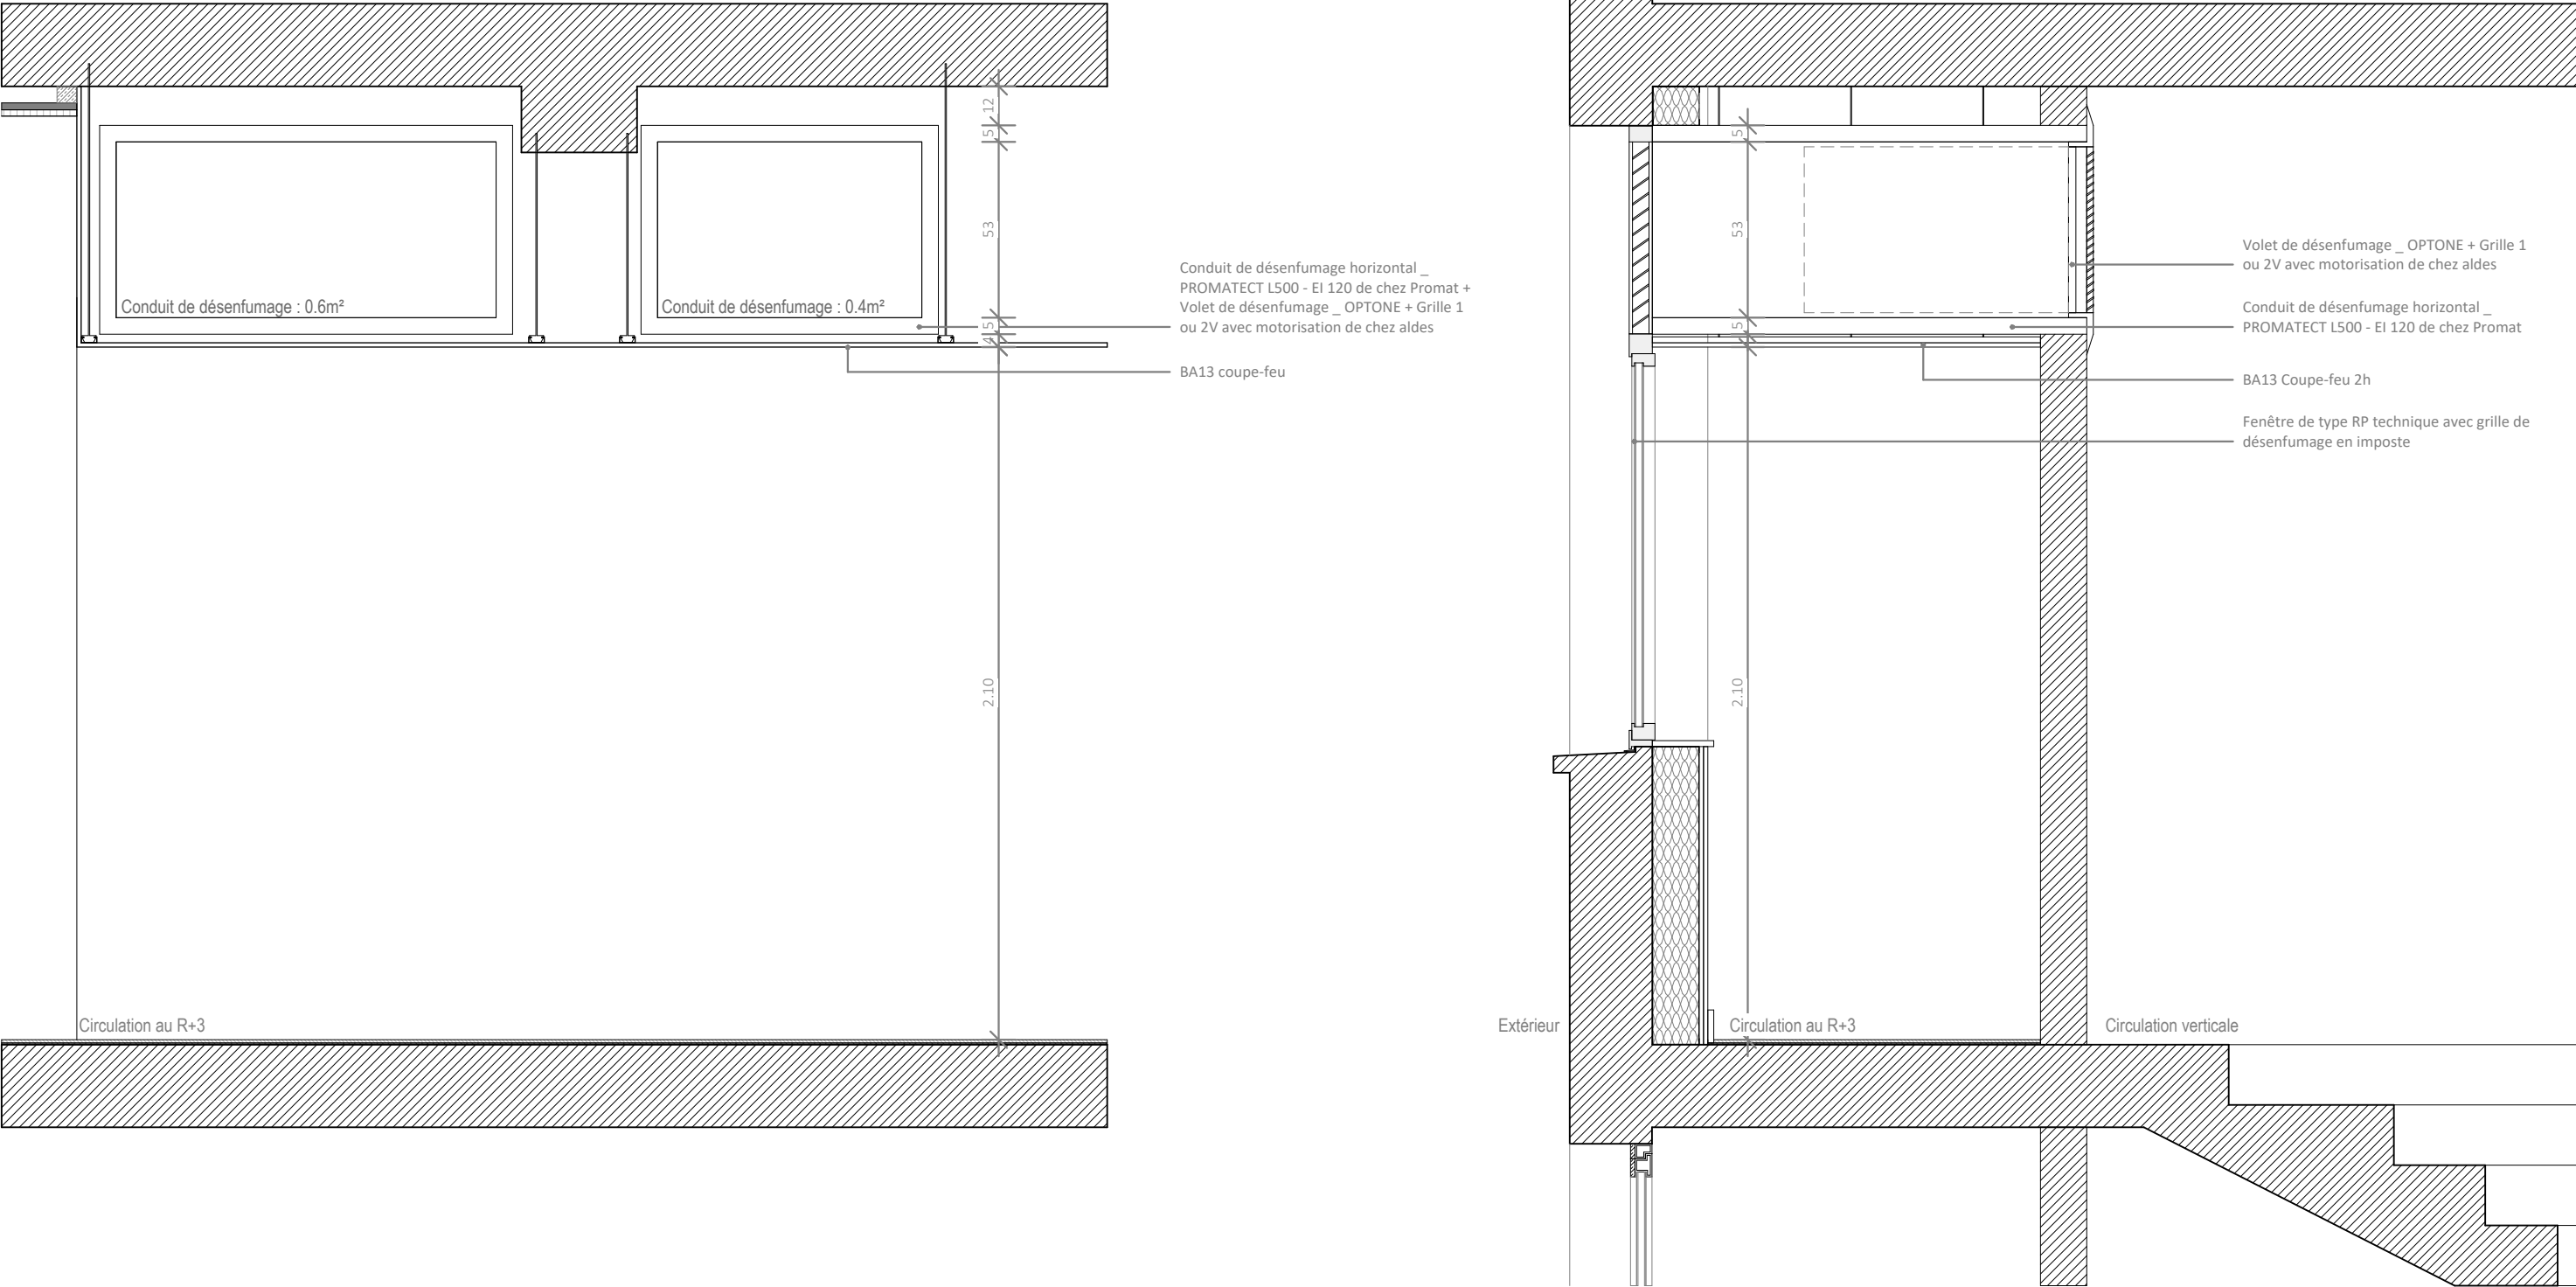 12
5
53
5
4
2.10
Conduit de désenfumage : 0.6m²
Conduit de désenfumage : 0.4m²
Conduit de désenfumage horizontal _
PROMATECT L500 - EI 120 de chez Promat +
Volet de désenfumage _ OPTONE + Grille 1
ou 2V avec motorisation de chez aldes
BA13 coupe-feu
Circulation au R+3
5
53
5
2.10
Volet de désenfumage _ OPTONE + Grille 1
ou 2V avec motorisation de chez aldes
Conduit de désenfumage horizontal _
PROMATECT L500 - EI 120 de chez Promat
BA13 Coupe-feu 2h
Fenêtre de type RP technique avec grille de
désenfumage en imposte
Extérieur
Circulation au R+3
Circulation verticale